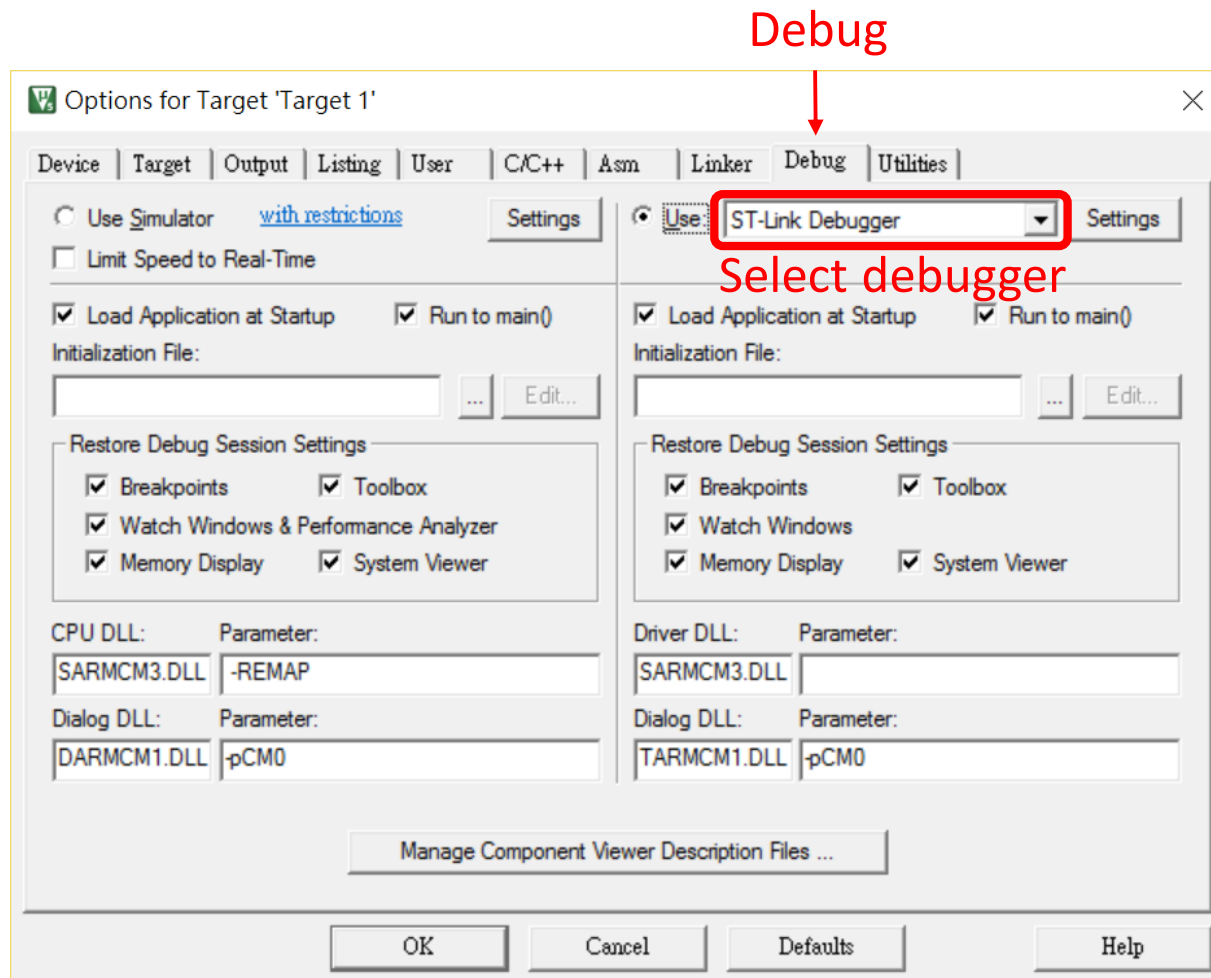 Debug
Options for Target 'Target 1'
Device Target Output Listing User C/C++ Asm Linker Debug Utilities
Use Simulator with restrictions Settings Use: ST-Link Debugger Settings
Limit Speed to Real-Time Select debugger
Load Application at Startup Run to main() Load Application at Startup Run to main()
Initialization File: Initialization File:
... Edit... ... Edit...
Restore Debug Session Settings Restore Debug Session Settings
Breakpoints Toolbox Breakpoints Toolbox
Watch Windows & Performance Analyzer Watch Windows
Memory Display System Viewer Memory Display System Viewer
CPU DLL: Parameter: Driver DLL: Parameter:
SARMCM3.DLL -REMAP SARMCM3.DLL
Dialog DLL: Parameter: Dialog DLL: Parameter:
DARMCM1.DLL -pCM0 TARMCM1.DLL -pCM0
Manage Component Viewer Description Files ...
OK Cancel Defaults Help